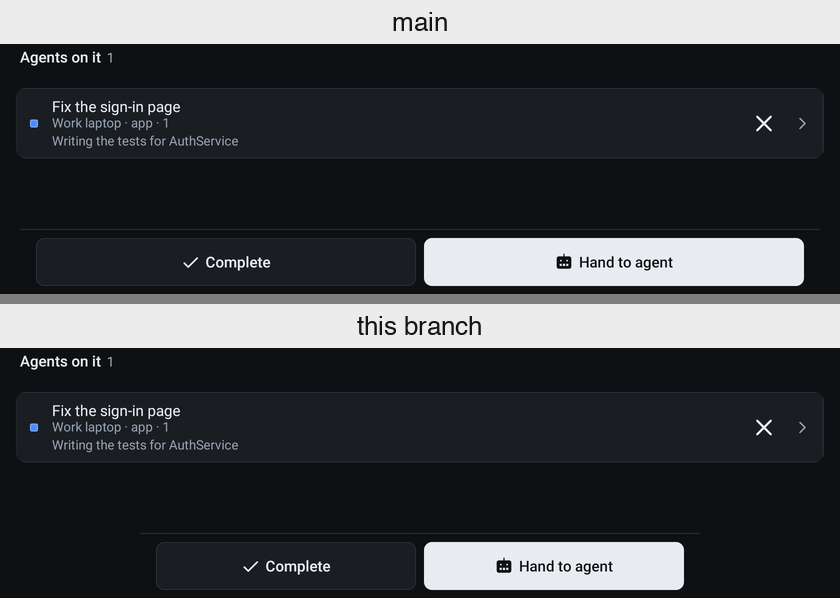 main
Agents on it 1
Fix the sign-in page
Work laptop · app · 1
Writing the tests for AuthService
Complete
Hand to agent
this branch
Agents on it 1
Fix the sign-in page
Work laptop · app · 1
Writing the tests for AuthService
Complete
Hand to agent